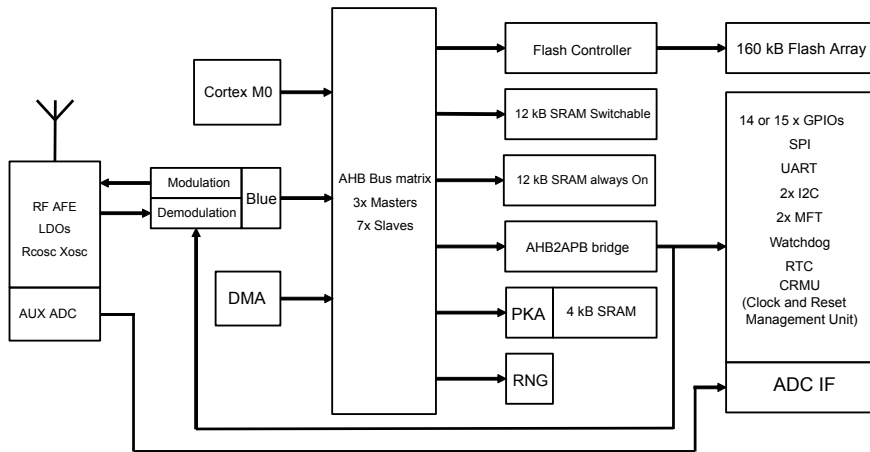 Flash Controller
160 kB Flash Array
Cortex M0
12 kB SRAM Switchable
14 or 15 x GPIOs
SPI
UART
2x I2C
2x MFT
Watchdog
RTC
CRMU
(Clock and Reset
Management Unit)
Modulation
Demodulation
Blue
AHB Bus matrix
3x Masters
7x Slaves
12 kB SRAM always On
RF AFE
LDOs
Rcosc Xosc
AHB2APB bridge
AUX ADC
DMA
PKA
4 kB SRAM
RNG
ADC IF